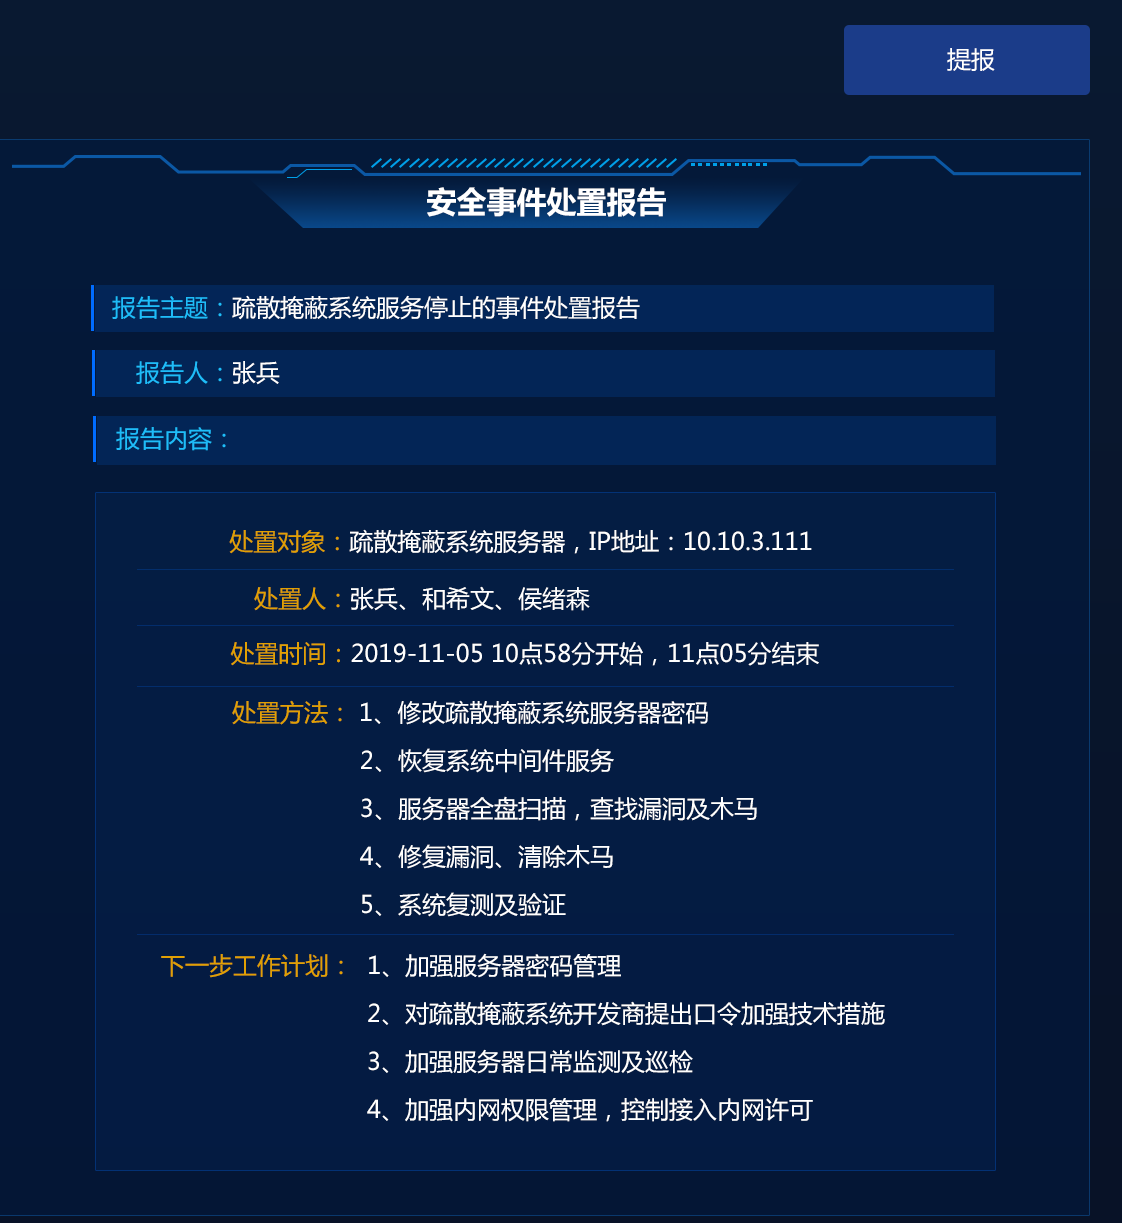 提报
安全事件处置报告
报告主题：疏散掩蔽系统服务停止的事件处置报告
报告人：张兵
报告内容：
处置对象：疏散掩蔽系统服务器，IP地址：10.10.3.111
处置人：张兵、和希文、侯绪森
处置时间：2019-11-05 10点58分开始，11点05分结束
处置方法： 1、修改疏散掩蔽系统服务器密码
2、恢复系统中间件服务
3、服务器全盘扫描，查找漏洞及木马
4、修复漏洞、清除木马
5、系统复测及验证
下一步工作计划： 1、加强服务器密码管理
2、对疏散掩蔽系统开发商提出口令加强技术措施
3、加强服务器日常监测及巡检
4、加强内网权限管理，控制接入内网许可